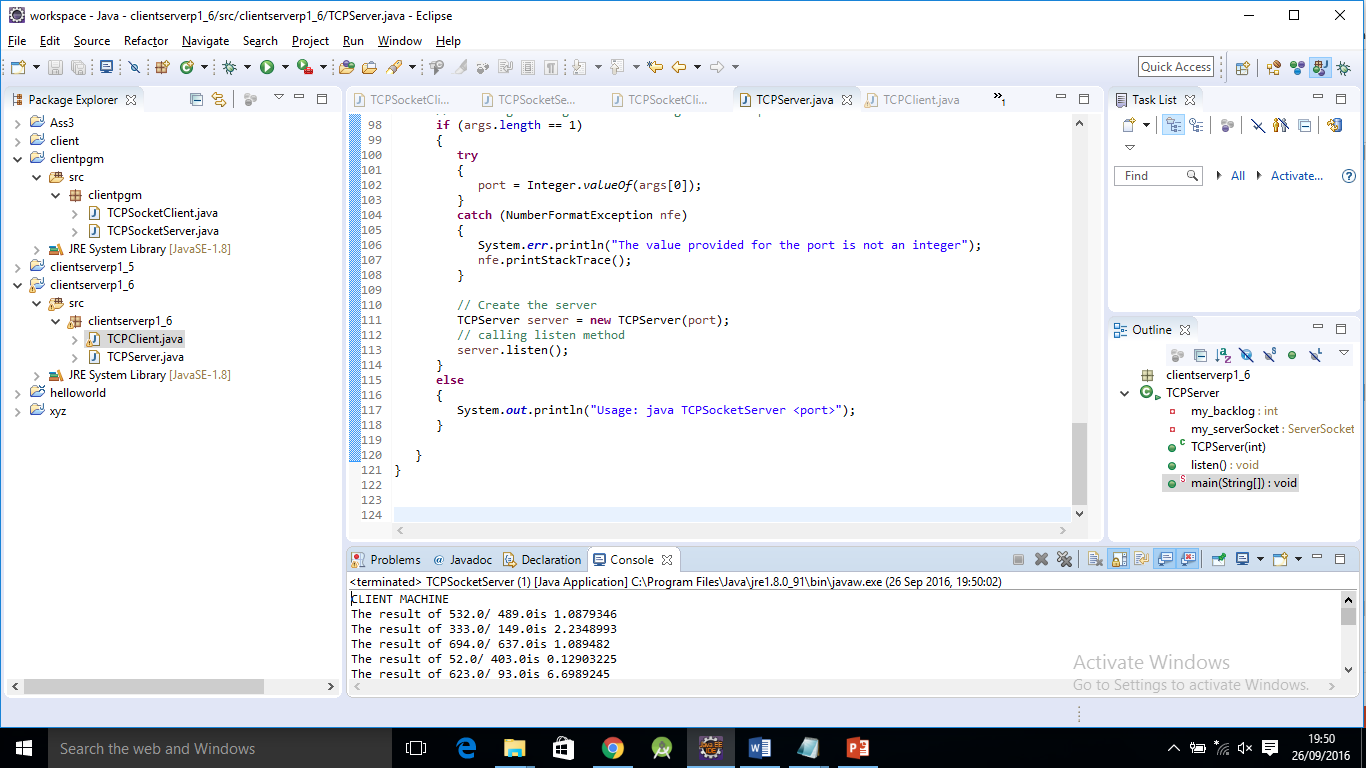 workspace - Java - clientserverp1_6/src/clientserverp1_6/TCPServer.java - Eclipse
File Edit Source Refactor Navigate Search Project Run Window Help
Quick Access
Package Explorer
Ass3
client
clientpgm
src
clientpgm
TCPSocketClient.java
TCPSocketServer.java
JRE System Library [JavaSE-1.8]
clientserverp1_5
clientserverp1_6
src
clientserverp1_6
TCPClient.java
TCPServer.java
JRE System Library [JavaSE-1.8]
helloworld
xyz
TCPSocketCli... TCPSocketSe... TCPSocketCli... TCPServer.java TCPClient.java »1
98 if (args.length == 1)
99 {
100 try
101 {
102 port = Integer.valueOf(args[0]);
103 }
104 catch (NumberFormatException nfe)
105 {
106 System.err.println("The value provided for the port is not an integer");
107 nfe.printStackTrace();
108 }
109
110 // Create the server
111 TCPServer server = new TCPServer(port);
112 // calling listen method
113 server.listen();
114 }
115 else
116 {
117 System.out.println("Usage: java TCPSocketServer <port>");
118 }
119
120 }
121 }
122
123
124
Task List
Find All Activate...
Outline
clientserverp1_6
TCPServer
my_backlog : int
my_serverSocket : ServerSocket
TCPServer(int)
listen() : void
main(String[]) : void
Problems @ Javadoc Declaration Console
<terminated> TCPSocketServer (1) [Java Application] C:\Program Files\Java\jre1.8.0_91\bin\javaw.exe (26 Sep 2016, 19:50:02)
CLIENT MACHINE
The result of 532.0/ 489.0is 1.0879346
The result of 333.0/ 149.0is 2.2348993
The result of 694.0/ 637.0is 1.089482
The result of 52.0/ 403.0is 0.12903225
The result of 623.0/ 93.0is 6.6989245
Activate Windows
Go to Settings to activate Windows.
Search the web and Windows
19:50
26/09/2016